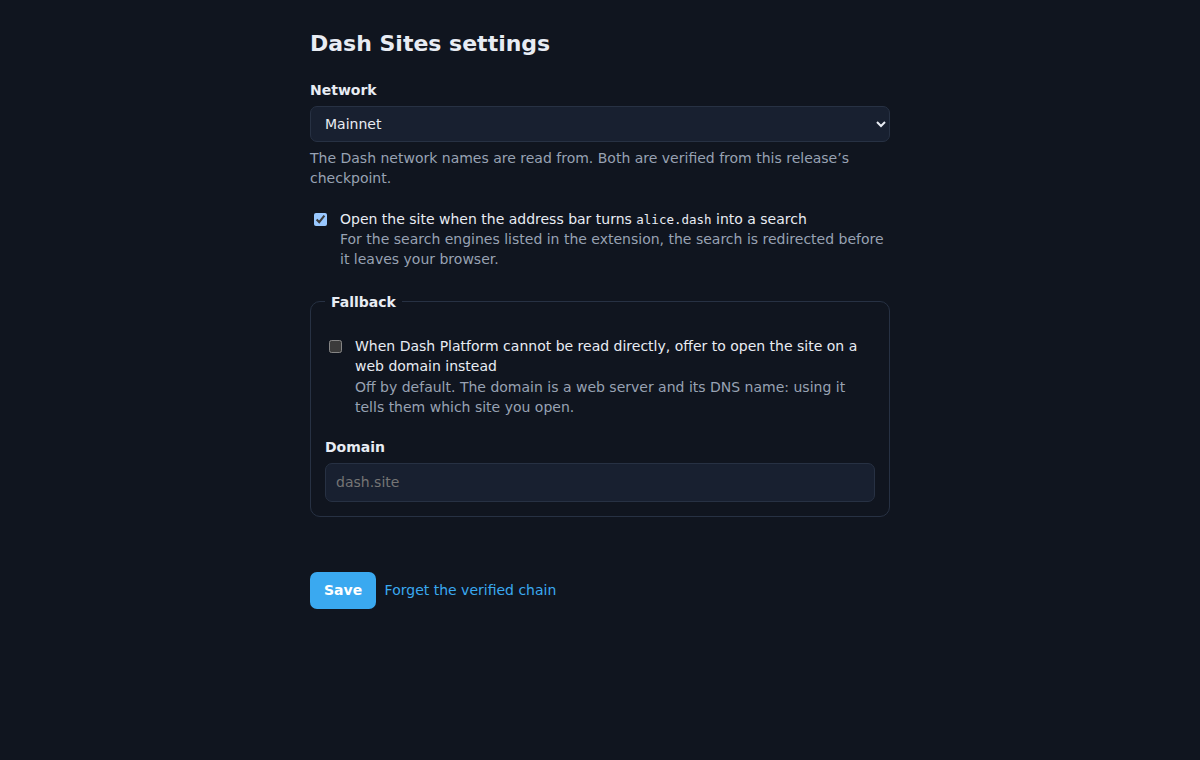 Dash Sites settings
Network
Mainnet
The Dash network names are read from. Both are verified from this release’s
checkpoint.
Open the site when the address bar turns alice.dash into a search
For the search engines listed in the extension, the search is redirected before
it leaves your browser.
Fallback
When Dash Platform cannot be read directly, offer to open the site on a
web domain instead
Off by default. The domain is a web server and its DNS name: using it
tells them which site you open.
Domain
dash.site
Save Forget the verified chain